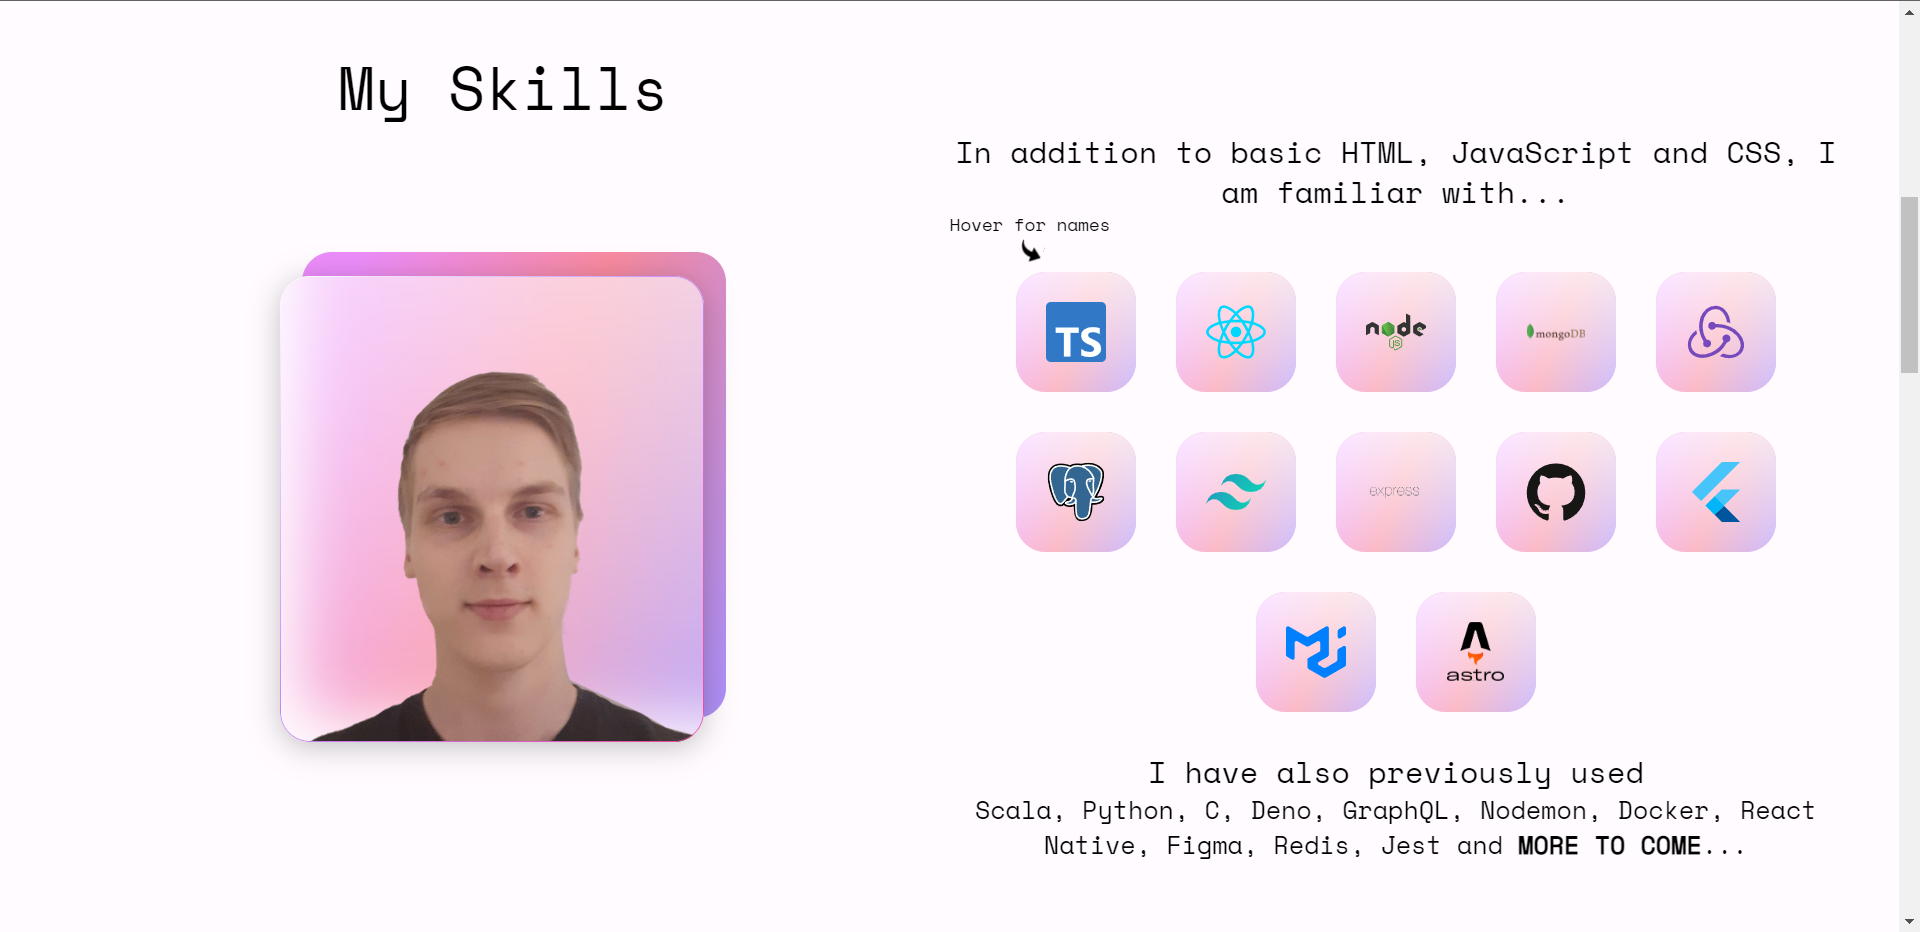 My Skills
In addition to basic HTML, JavaScript and CSS, I
am familiar with...
Hover for names
TS
node
JS
mongoDB
express
astro
I have also previously used
Scala, Python, C, Deno, GraphQL, Nodemon, Docker, React
Native, Figma, Redis, Jest and MORE TO COME...